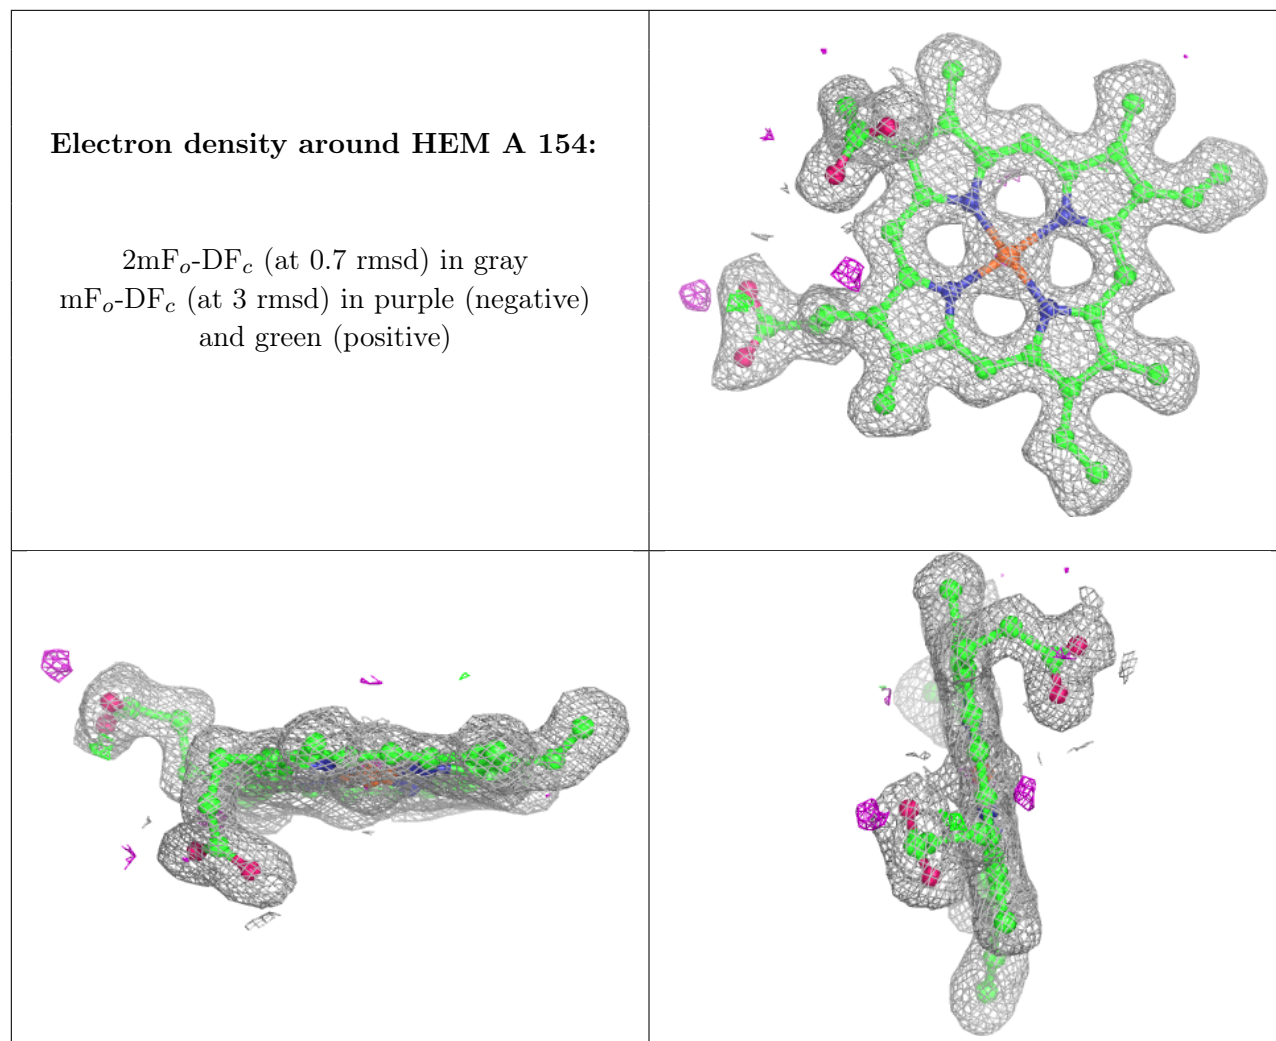 Electron density around HEM A 154:
2mFo-DFc (at 0.7 rmsd) in gray
mFo-DFc (at 3 rmsd) in purple (negative)
and green (positive)